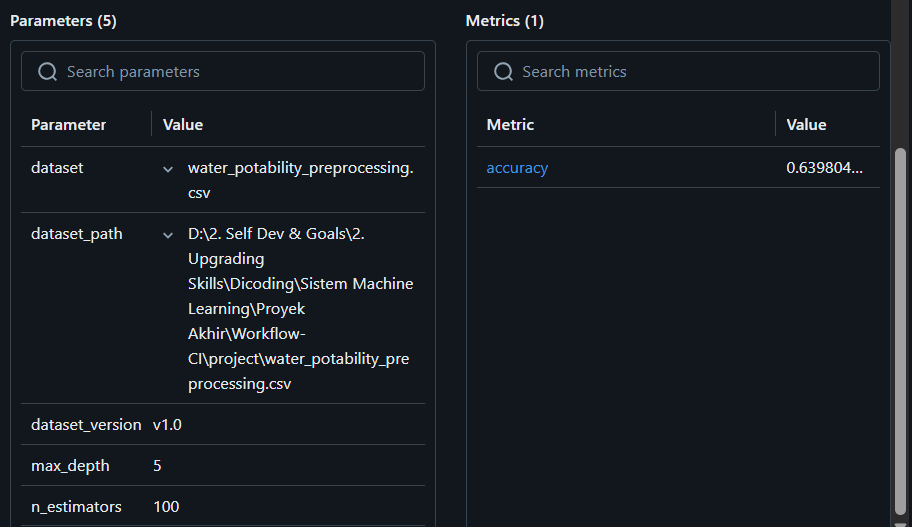 Parameters (5)
Search parameters
Parameter Value
dataset water_potability_preprocessing.
csv
dataset_path D:\2. Self Dev & Goals\2.
Upgrading
Skills\Dicoding\Sistem Machine
Learning\Proyek
Akhir\Workflow-
CI\project\water_potability_pre
processing.csv
dataset_version v1.0
max_depth 5
n_estimators 100
Metrics (1)
Search metrics
Metric Value
accuracy 0.639804...